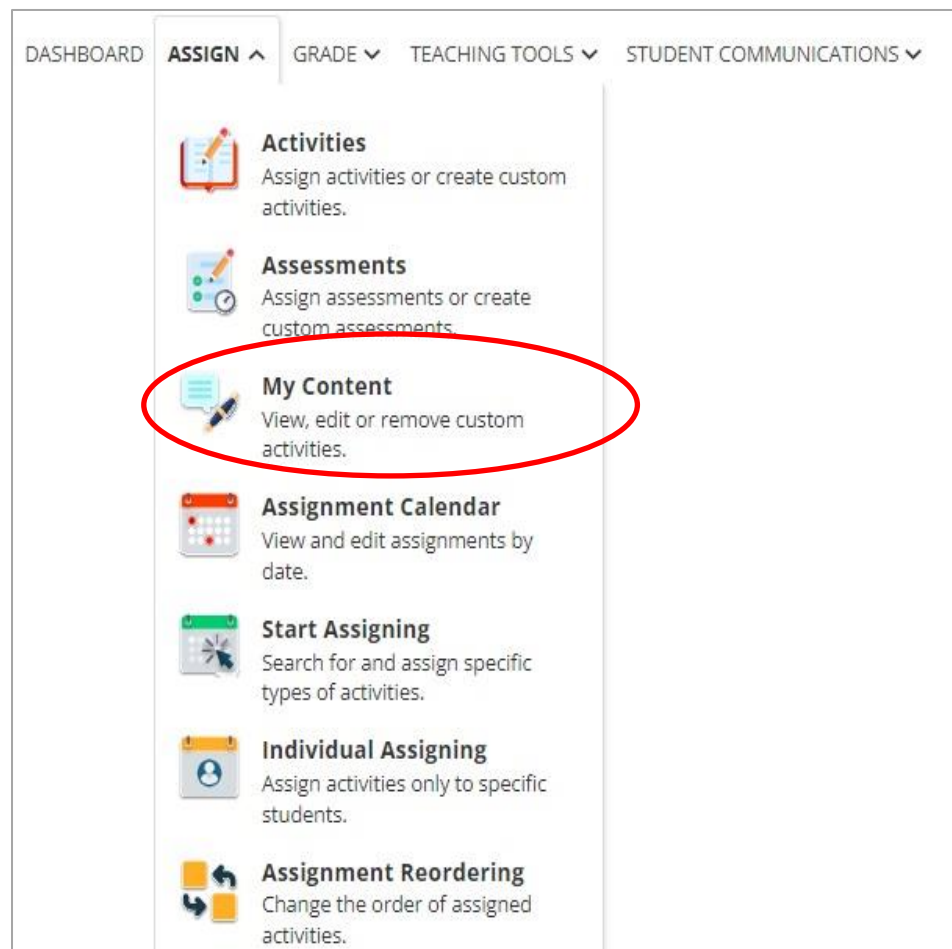 DASHBOARD ASSIGN GRADE TEACHING TOOLS STUDENT COMMUNICATIONS
Activities
Assign activities or create custom
activities.
Assessments
Assign assessments or create
custom assessments.
My Content
View, edit or remove custom
activities.
Assignment Calendar
View and edit assignments by
date.
Start Assigning
Search for and assign specific
types of activities.
Individual Assigning
Assign activities only to specific
students.
Assignment Reordering
Change the order of assigned
activities.